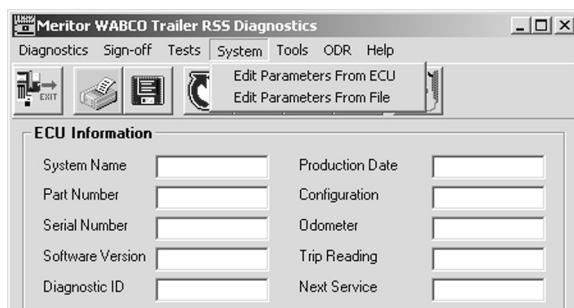 Meritor WABCO Trailer RSS Diagnostics
Diagnostics Sign-off Tests System Tools ODR Help
Edit Parameters From ECU
Edit Parameters From File
EXIT
ECU Information
System Name Production Date
Part Number Configuration
Serial Number Odometer
Software Version Trip Reading
Diagnostic ID Next Service